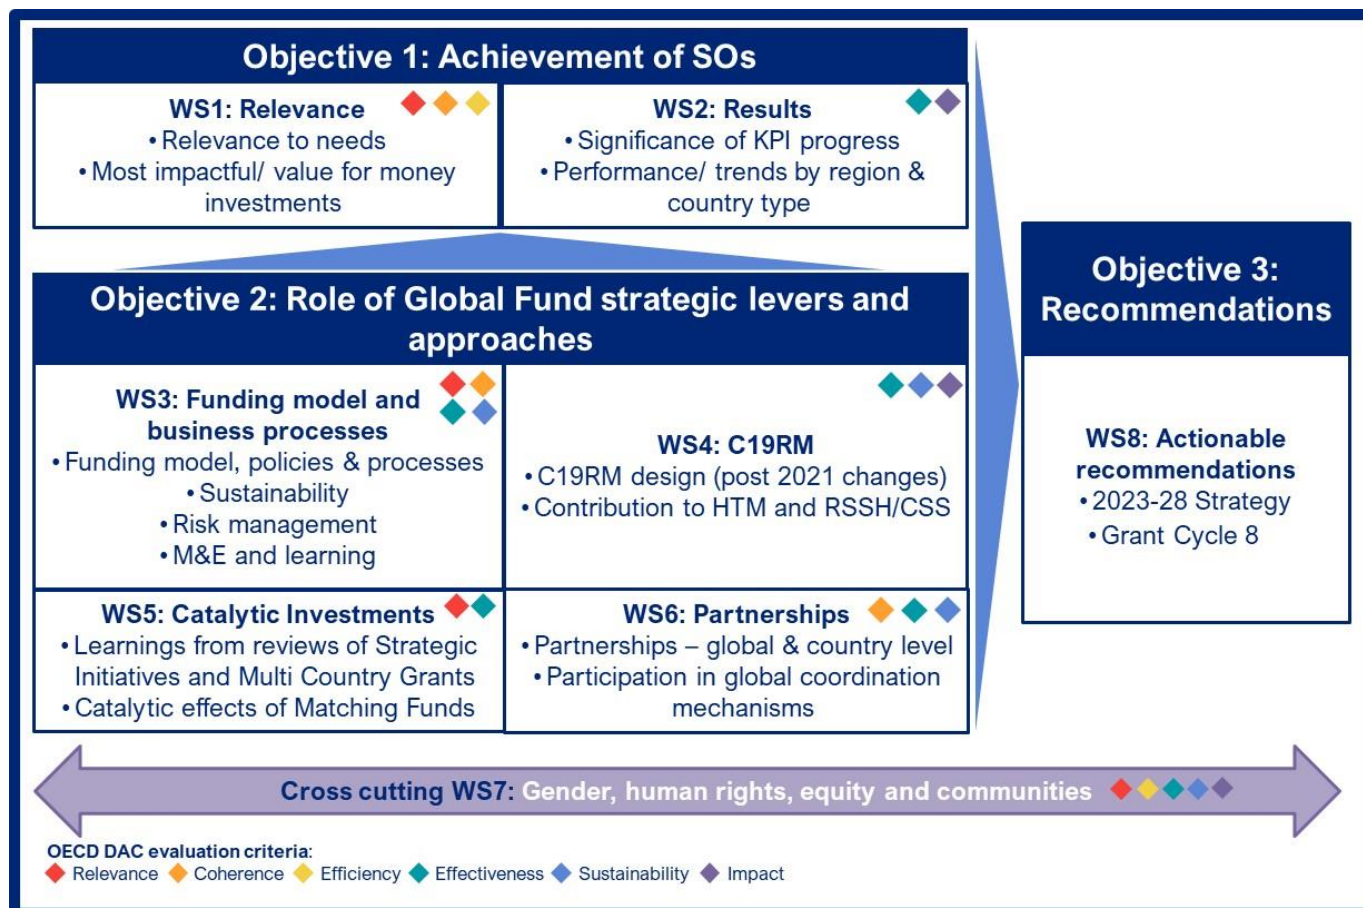 Objective 1: Achievement of SOs
WS1: Relevance
• Relevance to needs
• Most impactful/ value for money
investments
WS2: Results
• Significance of KPI progress
• Performance/ trends by region &
country type
Objective 2: Role of Global Fund strategic levers and
approaches
WS3: Funding model and
business processes
• Funding model, policies & processes
• Sustainability
• Risk management
• M&E and learning
WS4: C19RM
• C19RM design (post 2021 changes)
• Contribution to HTM and RSSH/CSS
WS5: Catalytic Investments
• Learnings from reviews of Strategic
Initiatives and Multi Country Grants
• Catalytic effects of Matching Funds
WS6: Partnerships
• Partnerships – global & country level
• Participation in global coordination
mechanisms
Objective 3:
Recommendations
WS8: Actionable
recommendations
• 2023-28 Strategy
• Grant Cycle 8
Cross cutting WS7: Gender, human rights, equity and communities
OECD DAC evaluation criteria:
Relevance Coherence Efficiency Effectiveness Sustainability Impact